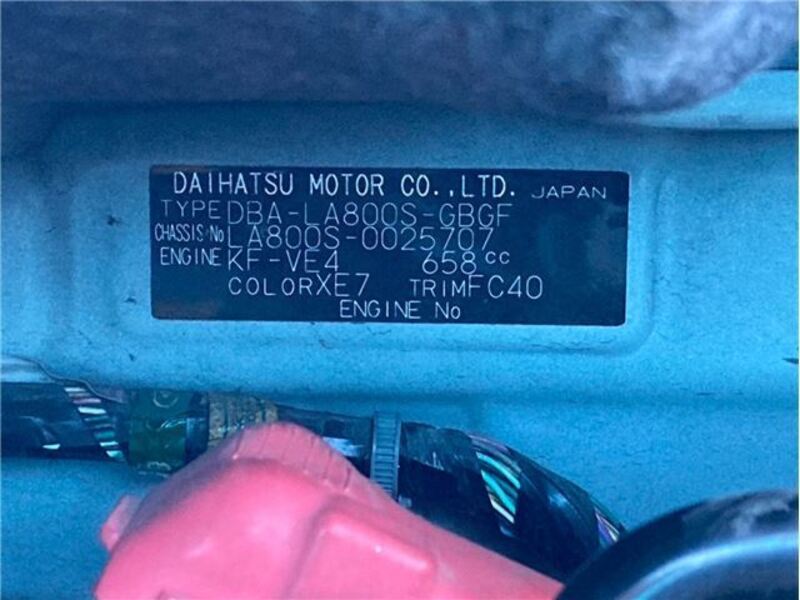 DAIHATSU MOTOR CO.,LTD. JAPAN
TYPE DBA-LA800S-GBGF
CHASSIS No LA800S-0025707
ENGINE KF-VE4 658cc
COLOR XE7 TRIM FC40
ENGINE No